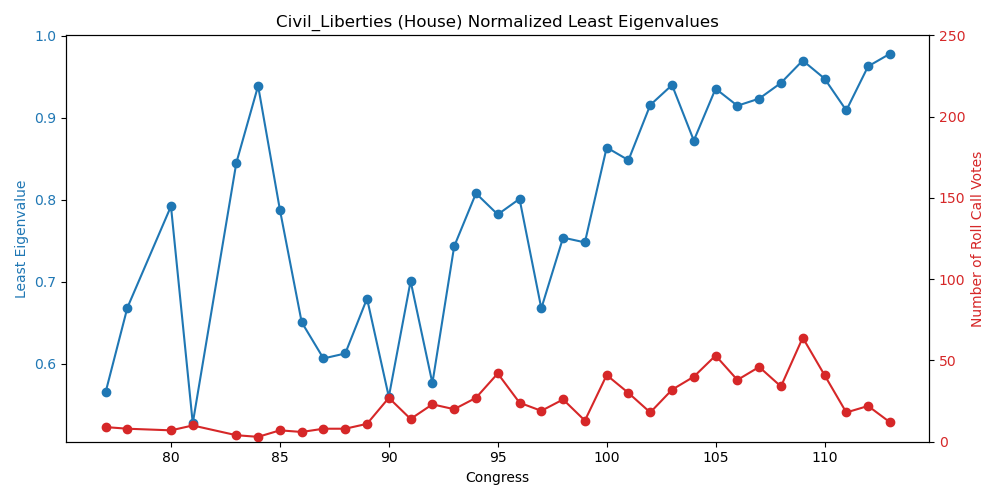 Civil_Liberties (House) Normalized Least Eigenvalues
1.0
0.9
0.8
0.7
0.6
Least Eigenvalue
250
200
150
100
50
0
Number of Roll Call Votes
80 85 90 95 100 105 110
Congress